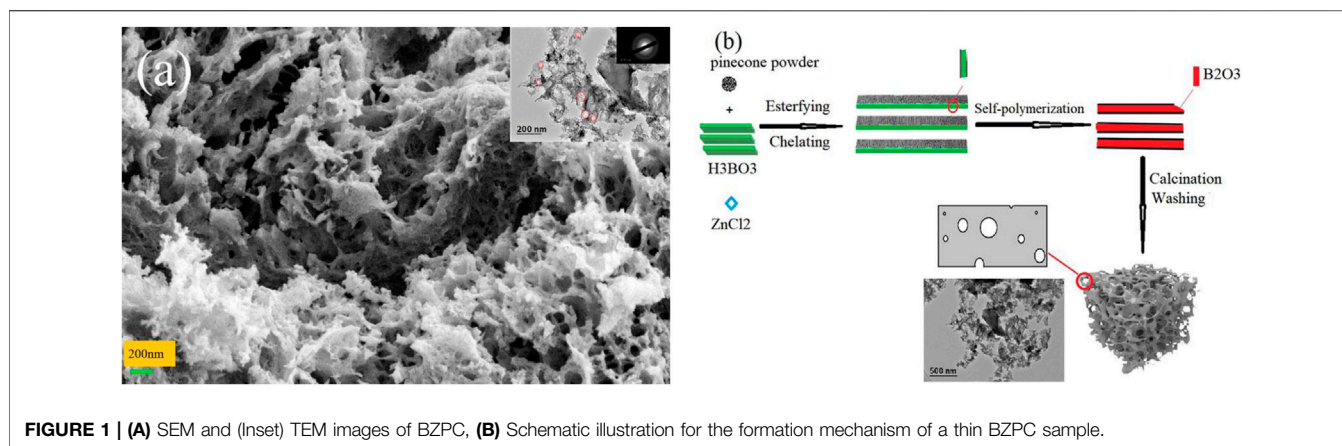 (a)
200 nm
200nm
(b)
pinecone powder
+
H3BO3
ZnCl2
Esterfying
Chelating
Self-polymerization
B2O3
Calcination
Washing
500 nm
FIGURE 1 | (A) SEM and (Inset) TEM images of BZPC, (B) Schematic illustration for the formation mechanism of a thin BZPC sample.